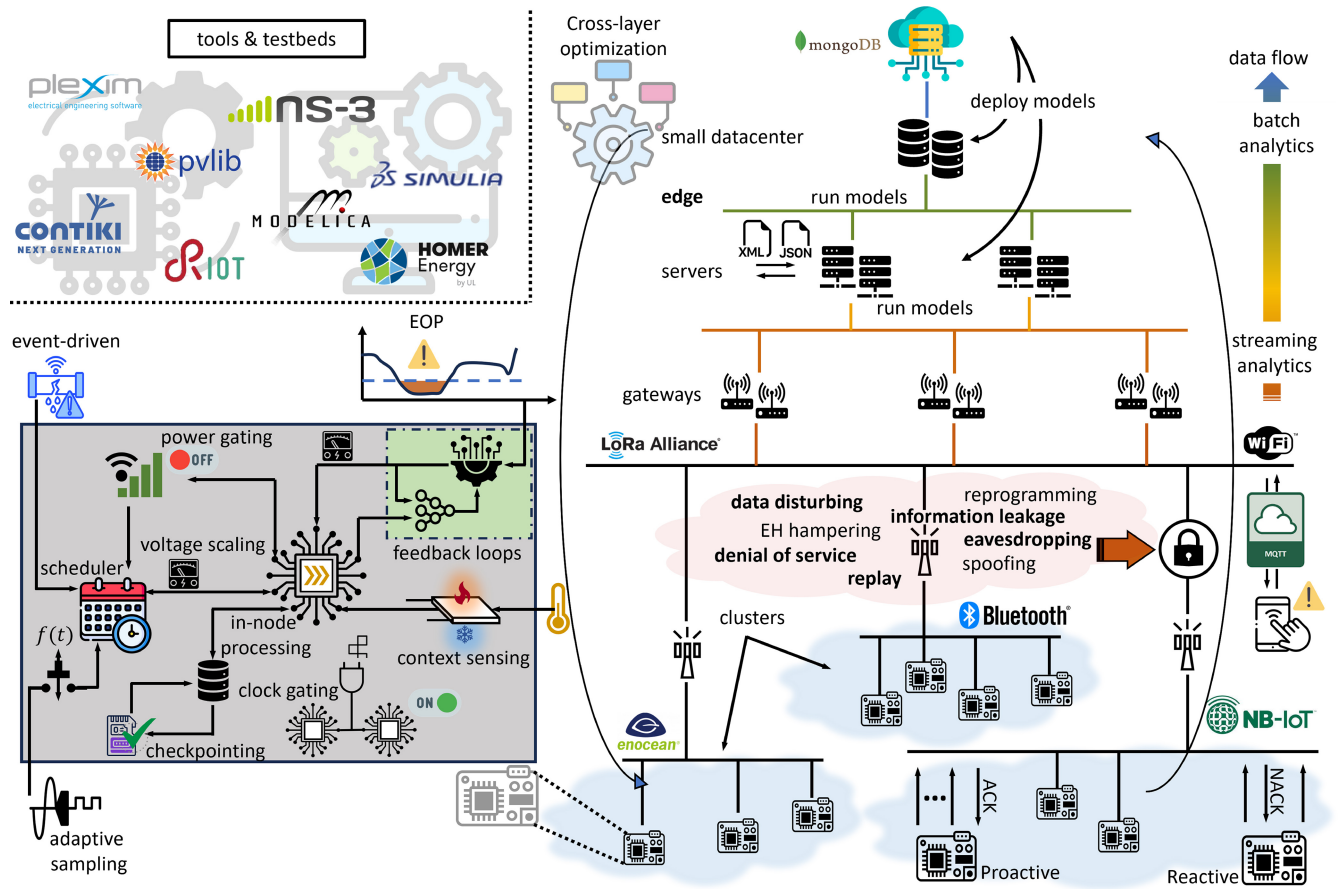 tools & testbeds
plexim
electrical engineering software
NS-3
pvlib
SIMULIA
MODELICA
CONTIKI
NEXT GENERATION
RIOT
HOMER
Energy
by UL
Cross-layer
optimization
mongoDB
deploy models
small datacenter
edge
run models
XML
JSON
servers
run models
gateways
data flow
batch
analytics
streaming
analytics
event-driven
EOP
power gating
OFF
voltage scaling
scheduler
feedback loops
f(t)
in-node
processing
context sensing
clock gating
ON
checkpointing
adaptive
sampling
LoRa Alliance®
WiFi™
data disturbing
reprogramming
EH hampering
information leakage
denial of service
eavesdropping
spoofing
replay
MQTT
clusters
Bluetooth®
enocean®
NB-IoT™
...
ACK
NACK
Proactive
Reactive